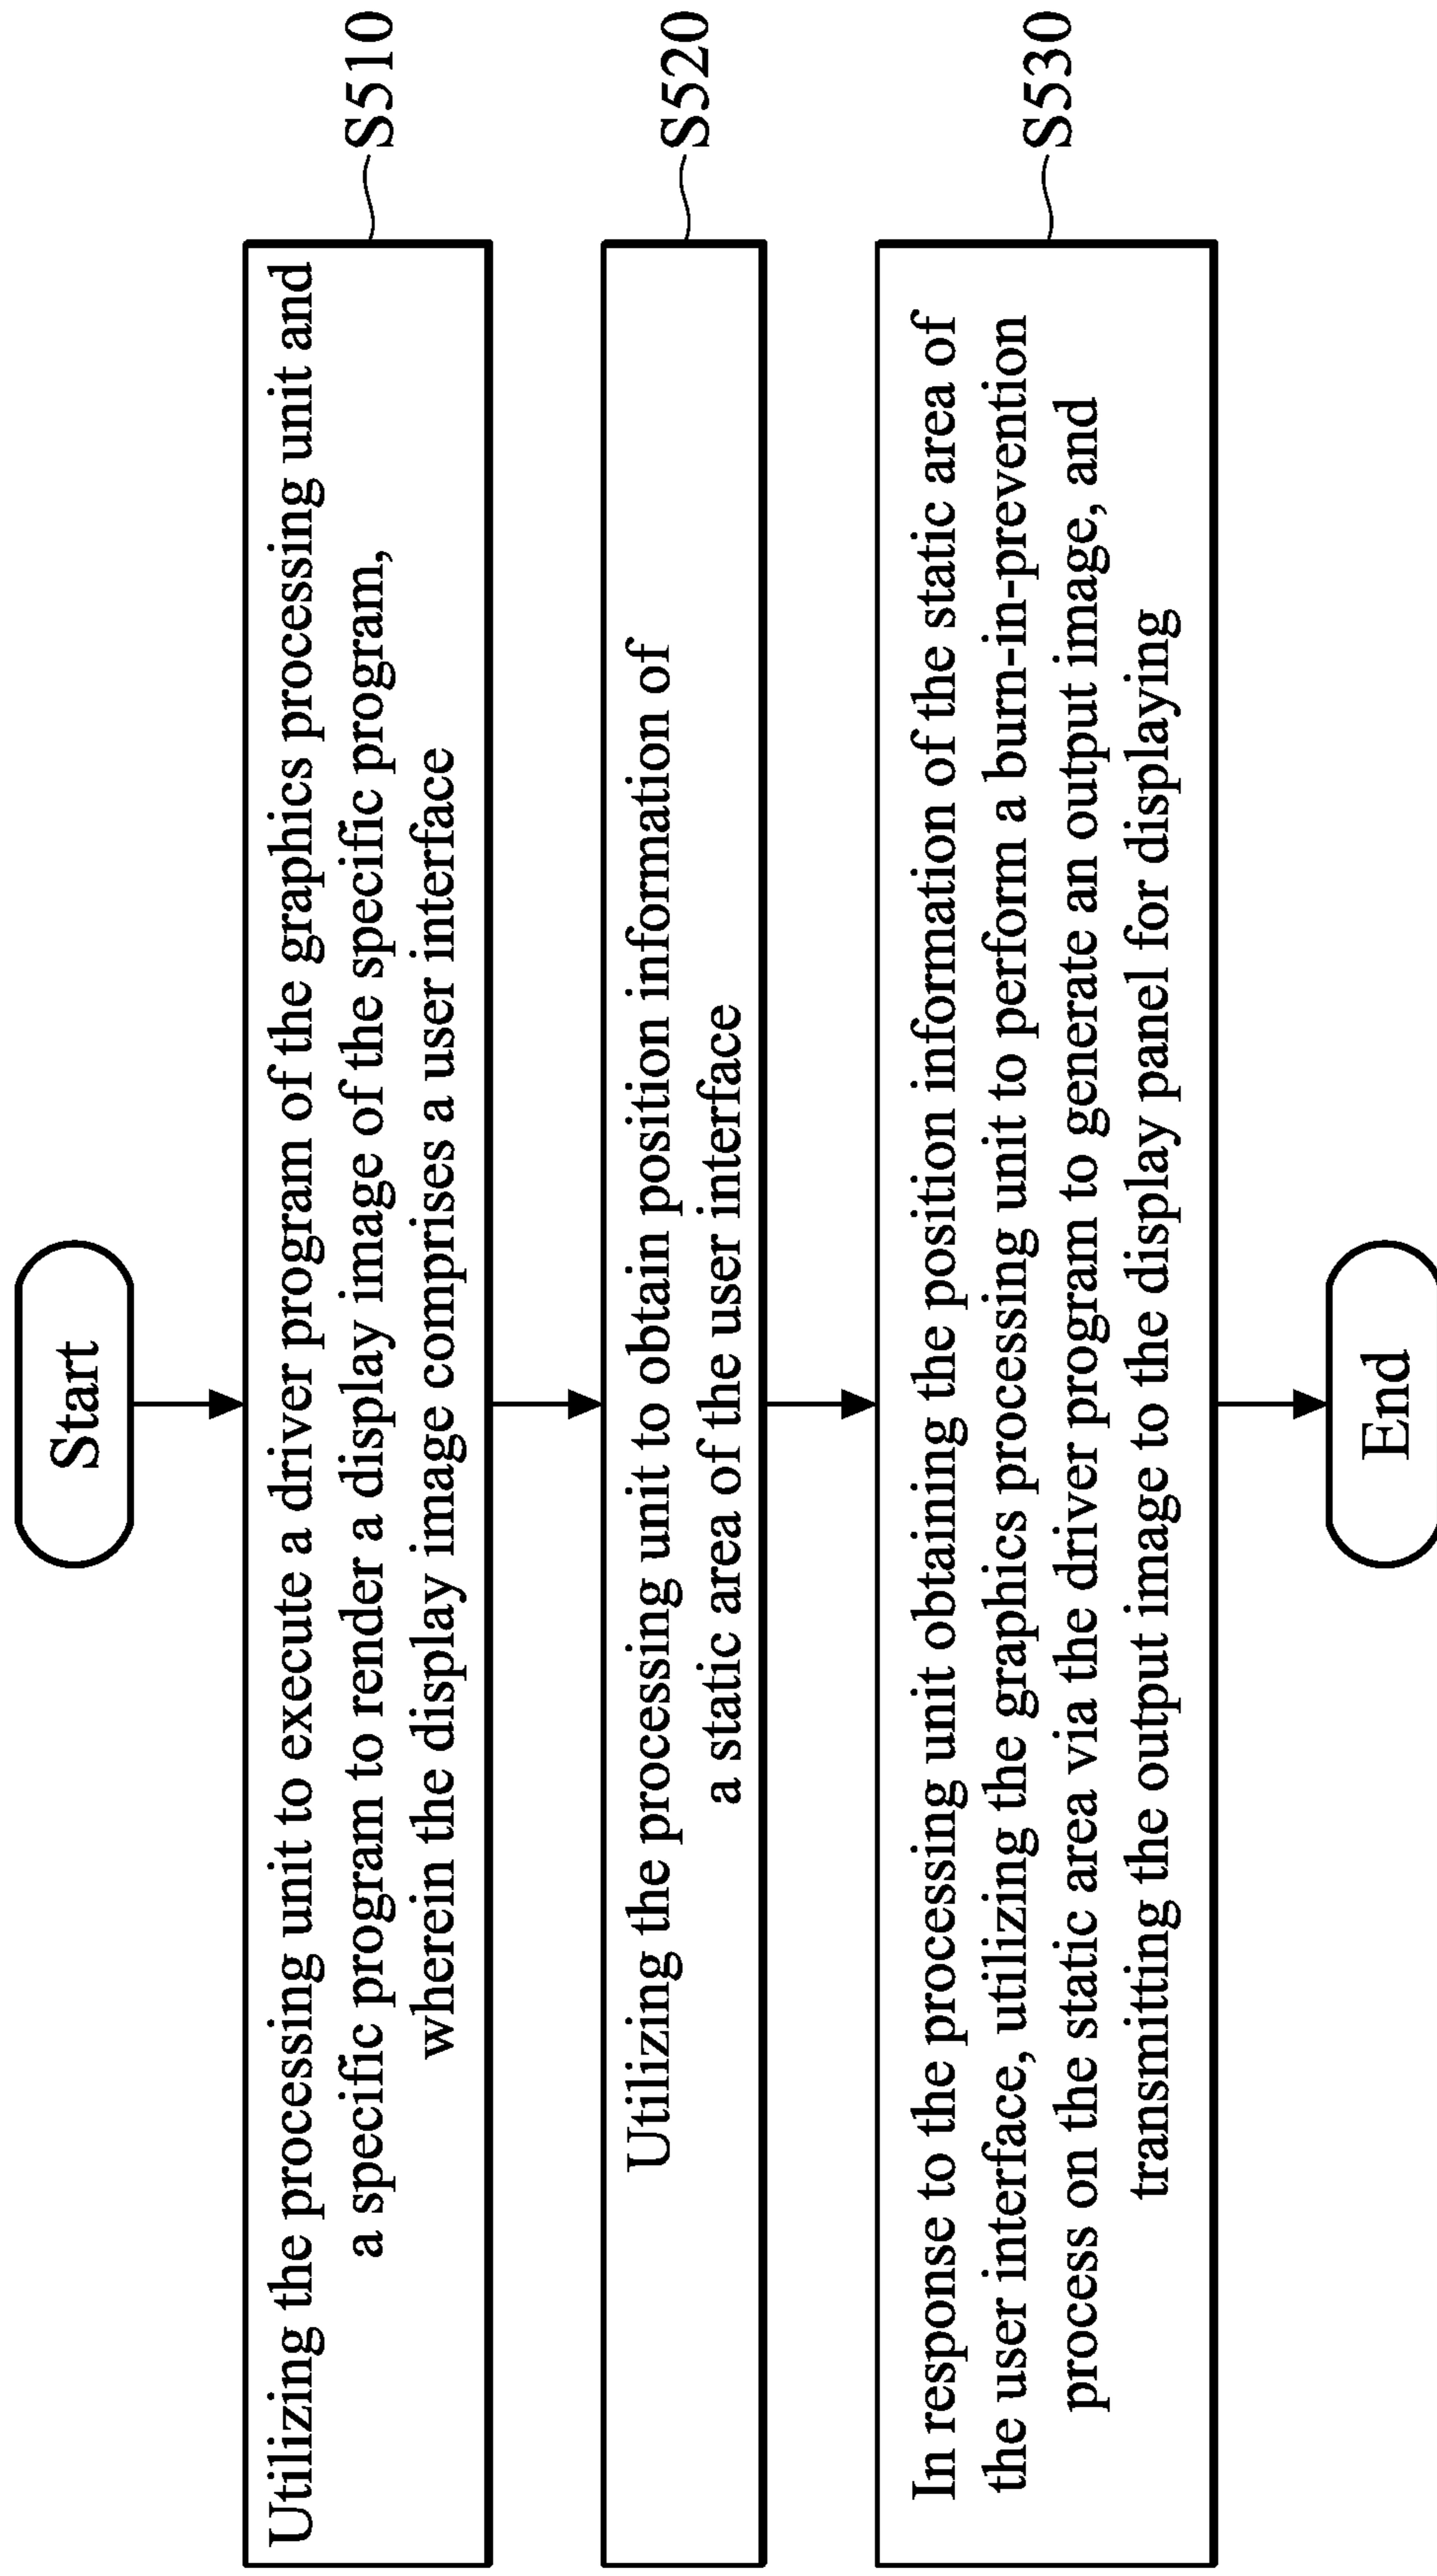 Start
Utilizing the processing unit to execute a driver program of the graphics processing unit and
a specific program to render a display image of the specific program,
wherein the display image comprises a user interface
S510
Utilizing the processing unit to obtain position information of
a static area of the user interface
S520
In response to the processing unit obtaining the position information of the static area of
the user interface, utilizing the graphics processing unit to perform a burn-in-prevention
process on the static area via the driver program to generate an output image, and
transmitting the output image to the display panel for displaying
S530
End